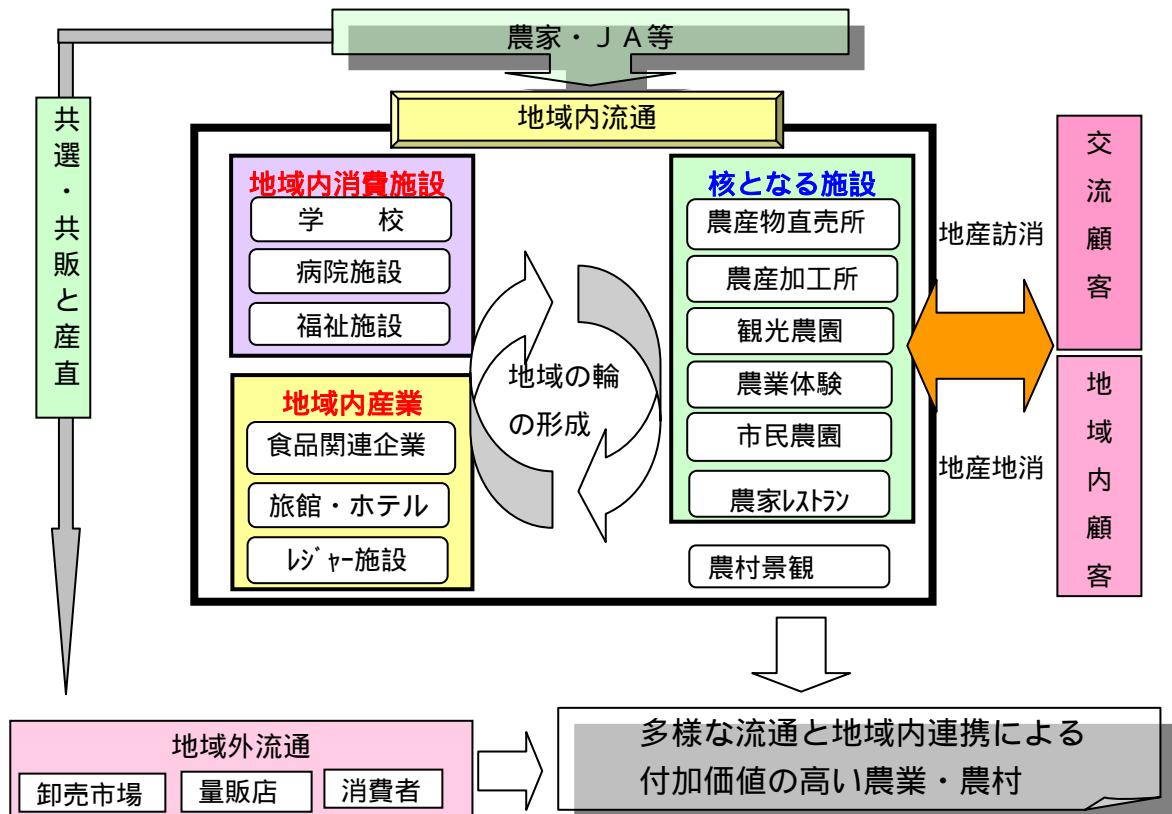 農家・ＪＡ等
共選・共販と産直
地域内流通
地域内消費施設
学　　校
病院施設
福祉施設
地域内産業
食品関連企業
旅館・ホテル
ﾚｼﾞｬｰ施設
地域の輪
の形成
核となる施設
農産物直売所
農産加工所
観光農園
農業体験
市民農園
農家ﾚｽﾄﾗﾝ
農村景観
地産訪消
地産地消
交流顧客
地域内顧客
地域外流通
卸売市場
量販店
消費者
多様な流通と地域内連携による
付加価値の高い農業・農村